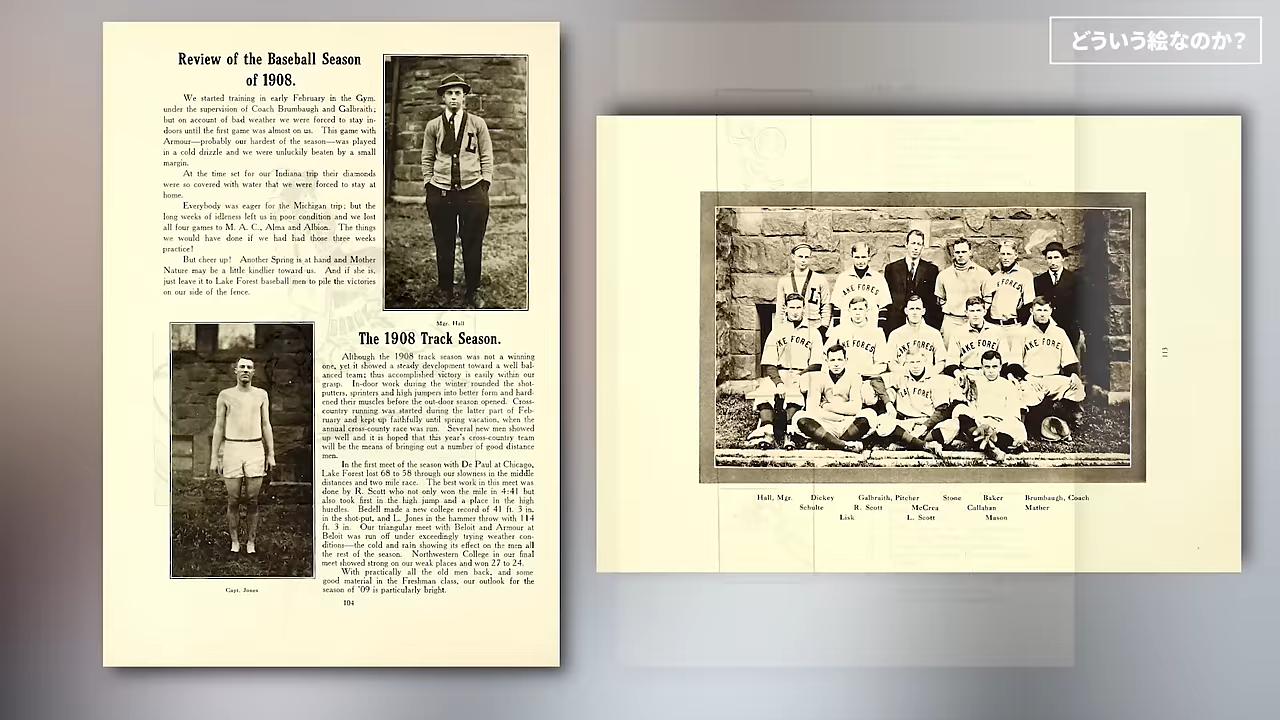 どういう絵なのか?
Review of the Baseball Season
of 1908.
We started training in early February in the Gym.
under the supervision of Coach Brumbaugh and Galbraith;
but on account of bad weather we were forced to stay in-
doors until the first game was almost on us. This game with
Armour—probably our hardest of the season—was played
in a cold drizzle and we were unluckily beaten by a small
margin.
At the time set for our Indiana trip their diamonds
were so covered with water that we were forced to stay at
home.
Everybody was eager for the Michigan trip; but the
long weeks of idleness left us in poor condition and we lost
all four games to M. A. C., Alma and Albion. The things
we would have done if we had had those three weeks
practice!
But cheer up! Another Spring is at hand and Mother
Nature may be a little kindlier toward us. And if she is,
just leave it to Lake Forest baseball men to pile the victories
on our side of the fence.
L
Mgr. Hall
The 1908 Track Season.
Although the 1908 track season was not a winning
one, yet it showed a steady development toward a well bal-
anced team; thus accomplished victory is easily within our
grasp. In-door work during the winter rounded the shot-
putters, sprinters and high jumpers into better form and hard-
ened their muscles before the out-door season opened. Cross-
country running was started during the latter part of Feb-
ruary and kept up faithfully until spring vacation, when the
annual cross-county race was run. Several new men showed
up well and it is hoped that this year's cross-country team
will be the means of bringing out a number of good distance
men.
In the first meet of the season with De Paul at Chicago,
Lake Forest lost 68 to 58 through our slowness in the middle
distances and two mile race. The best work in this meet was
done by R. Scott who not only won the mile in 4:41 but
also took first in the high jump and a place in the high
hurdles. Bedell made a new college record of 41 ft. 3 in.
in the shot-put, and L. Jones in the hammer throw with 114
ft. 3 in. Our triangular meet with Beloit and Armour at
Beloit was run off under exceedingly trying weather con-
ditions—the cold and rain showing its effect on the men all
the rest of the season. Northwestern College in our final
meet showed strong on our weak places and won 27 to 24.
With practically all the old men back, and some
good material in the Freshman class, our outlook for the
season of '09 is particularly bright.
Capt. Jones
104
L
AKE FORES
AKE FORES
AKE FORES
AKE FORES
AKE FORES
AKE FORES
AKE FORES
AKE FORES
113
Hall, Mgr. Dickey Galbraith, Pitcher Stone Baker Brumbaugh, Coach
Schulte R. Scott McCrea Callahan Mather
Lisk L. Scott Mason